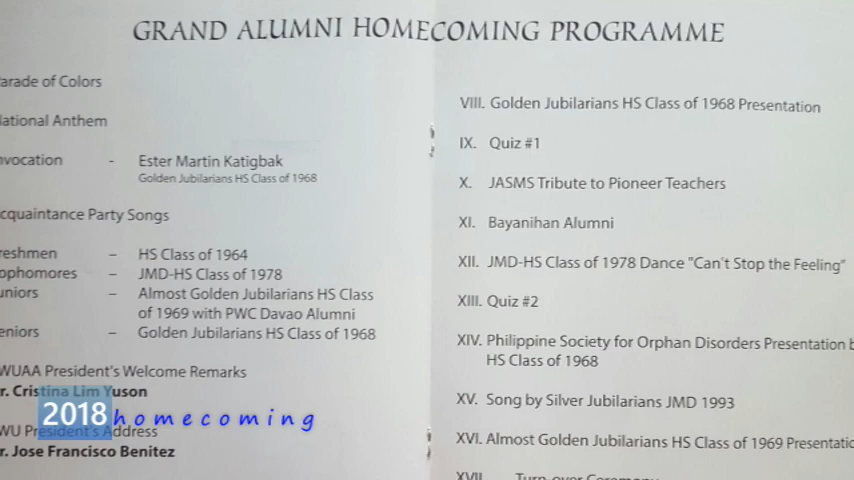 GRAND ALUMNI HOMECOMING PROGRAMME
arade of Colors
ational Anthem
nvocation - Ester Martin Katigbak
Golden Jubilarians HS Class of 1968
cquaintance Party Songs
reshmen – HS Class of 1964
ophomores – JMD-HS Class of 1978
uniors – Almost Golden Jubilarians HS Class
of 1969 with PWC Davao Alumni
eniors – Golden Jubilarians HS Class of 1968
WUAA President's Welcome Remarks
r. Cristina Lim Yuson
2018 homecoming
WU President's Address
r. Jose Francisco Benitez
VIII. Golden Jubilarians HS Class of 1968 Presentation
IX. Quiz #1
X. JASMS Tribute to Pioneer Teachers
XI. Bayanihan Alumni
XII. JMD-HS Class of 1978 Dance "Can't Stop the Feeling"
XIII. Quiz #2
XIV. Philippine Society for Orphan Disorders Presentation b
HS Class of 1968
XV. Song by Silver Jubilarians JMD 1993
XVI. Almost Golden Jubilarians HS Class of 1969 Presentatio
XVII Turn-over Ceremony